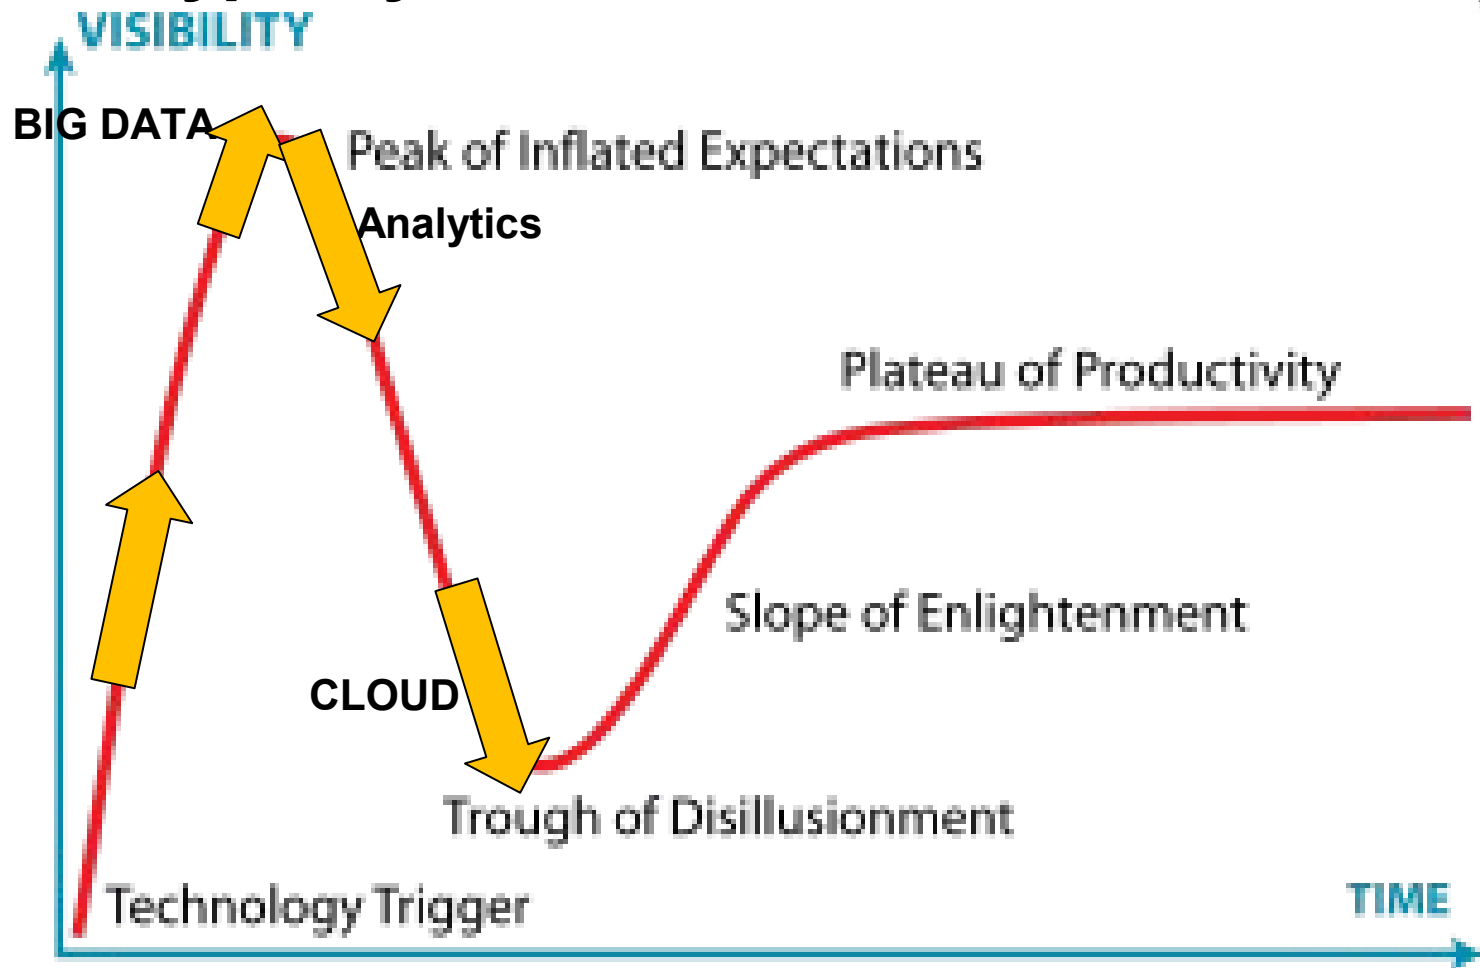 VISIBILITY
BIG DATA
Peak of Inflated Expectations
Analytics
Plateau of Productivity
Slope of Enlightenment
CLOUD
Trough of Disillusionment
Technology Trigger
TIME